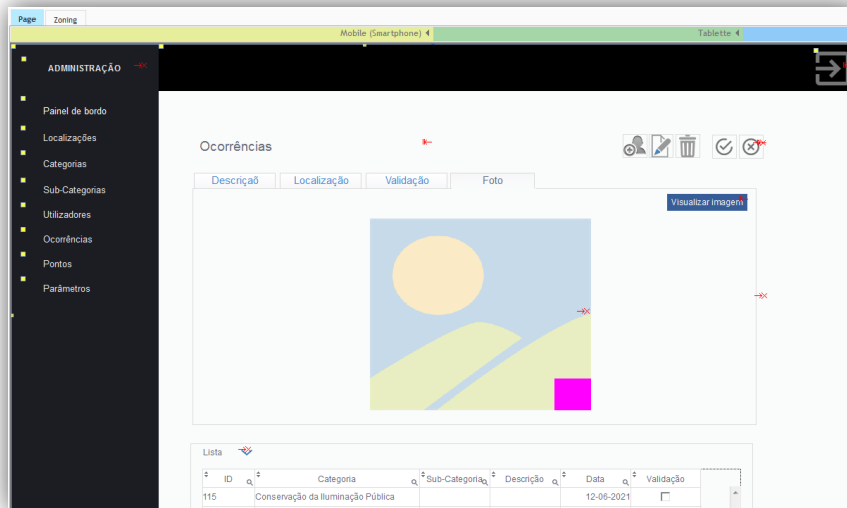 Page Zoning
Mobile (Smartphone) Tablette
ADMINISTRAÇÃO
Painel de bordo
Localizações
Categorias
Sub-Categorias
Utilizadores
Ocorrências
Pontos
Parâmetros
Ocorrências
Descriçaõ Localização Validação Foto
Visualizar imagem
Lista
ID Categoria Sub-Categoria Descrição Data Validação
115 Conservação da Iluminação Pública 12-06-2021